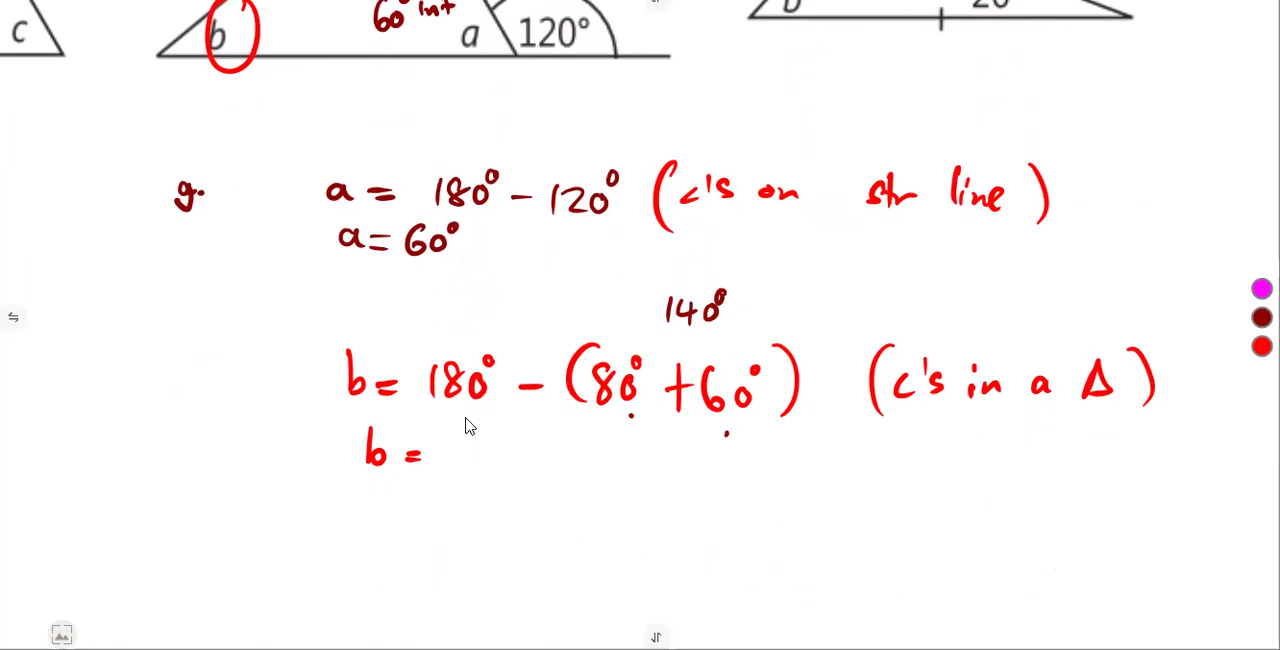 c b 60° int a 120° b 20
g. a = 180° - 120° (c's on str line)
a = 60°
140°
b = 180° - (80° + 60°) (c's in a Δ)
b =